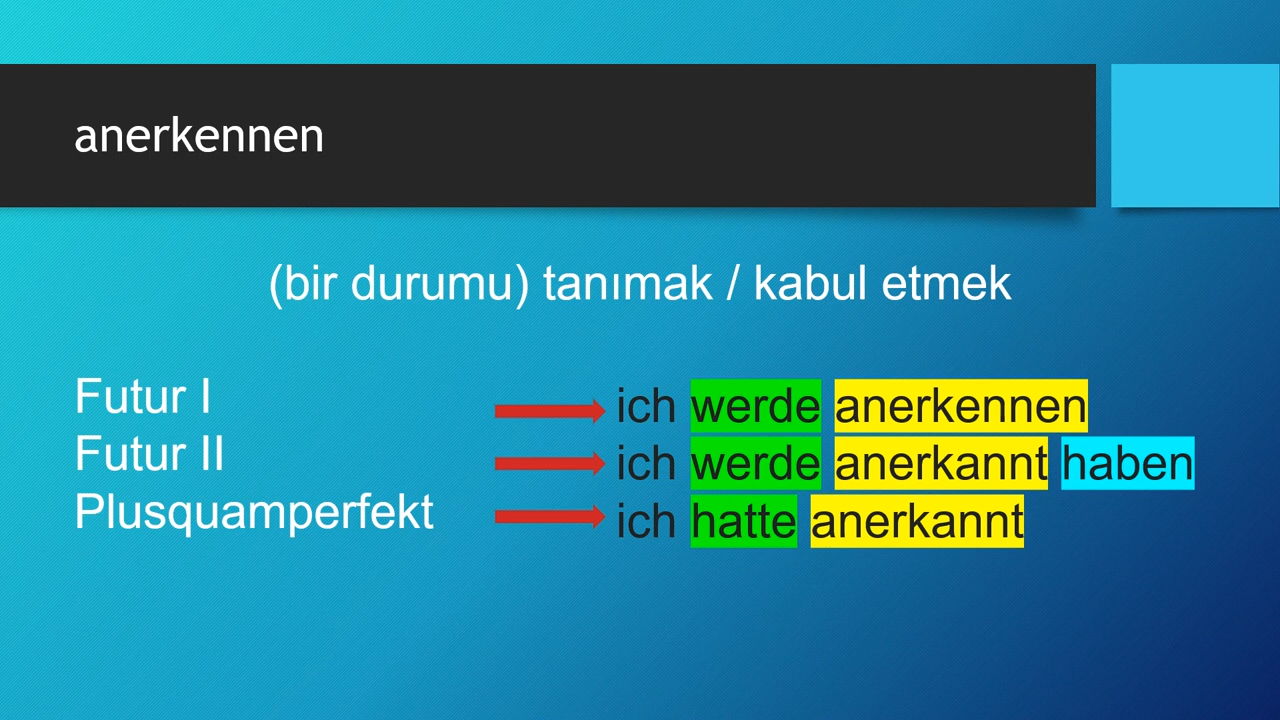 anerkennen
(bir durumu) tanımak / kabul etmek
Futur I
ich werde anerkennen
Futur II
ich werde anerkannt haben
Plusquamperfekt
ich hatte anerkannt